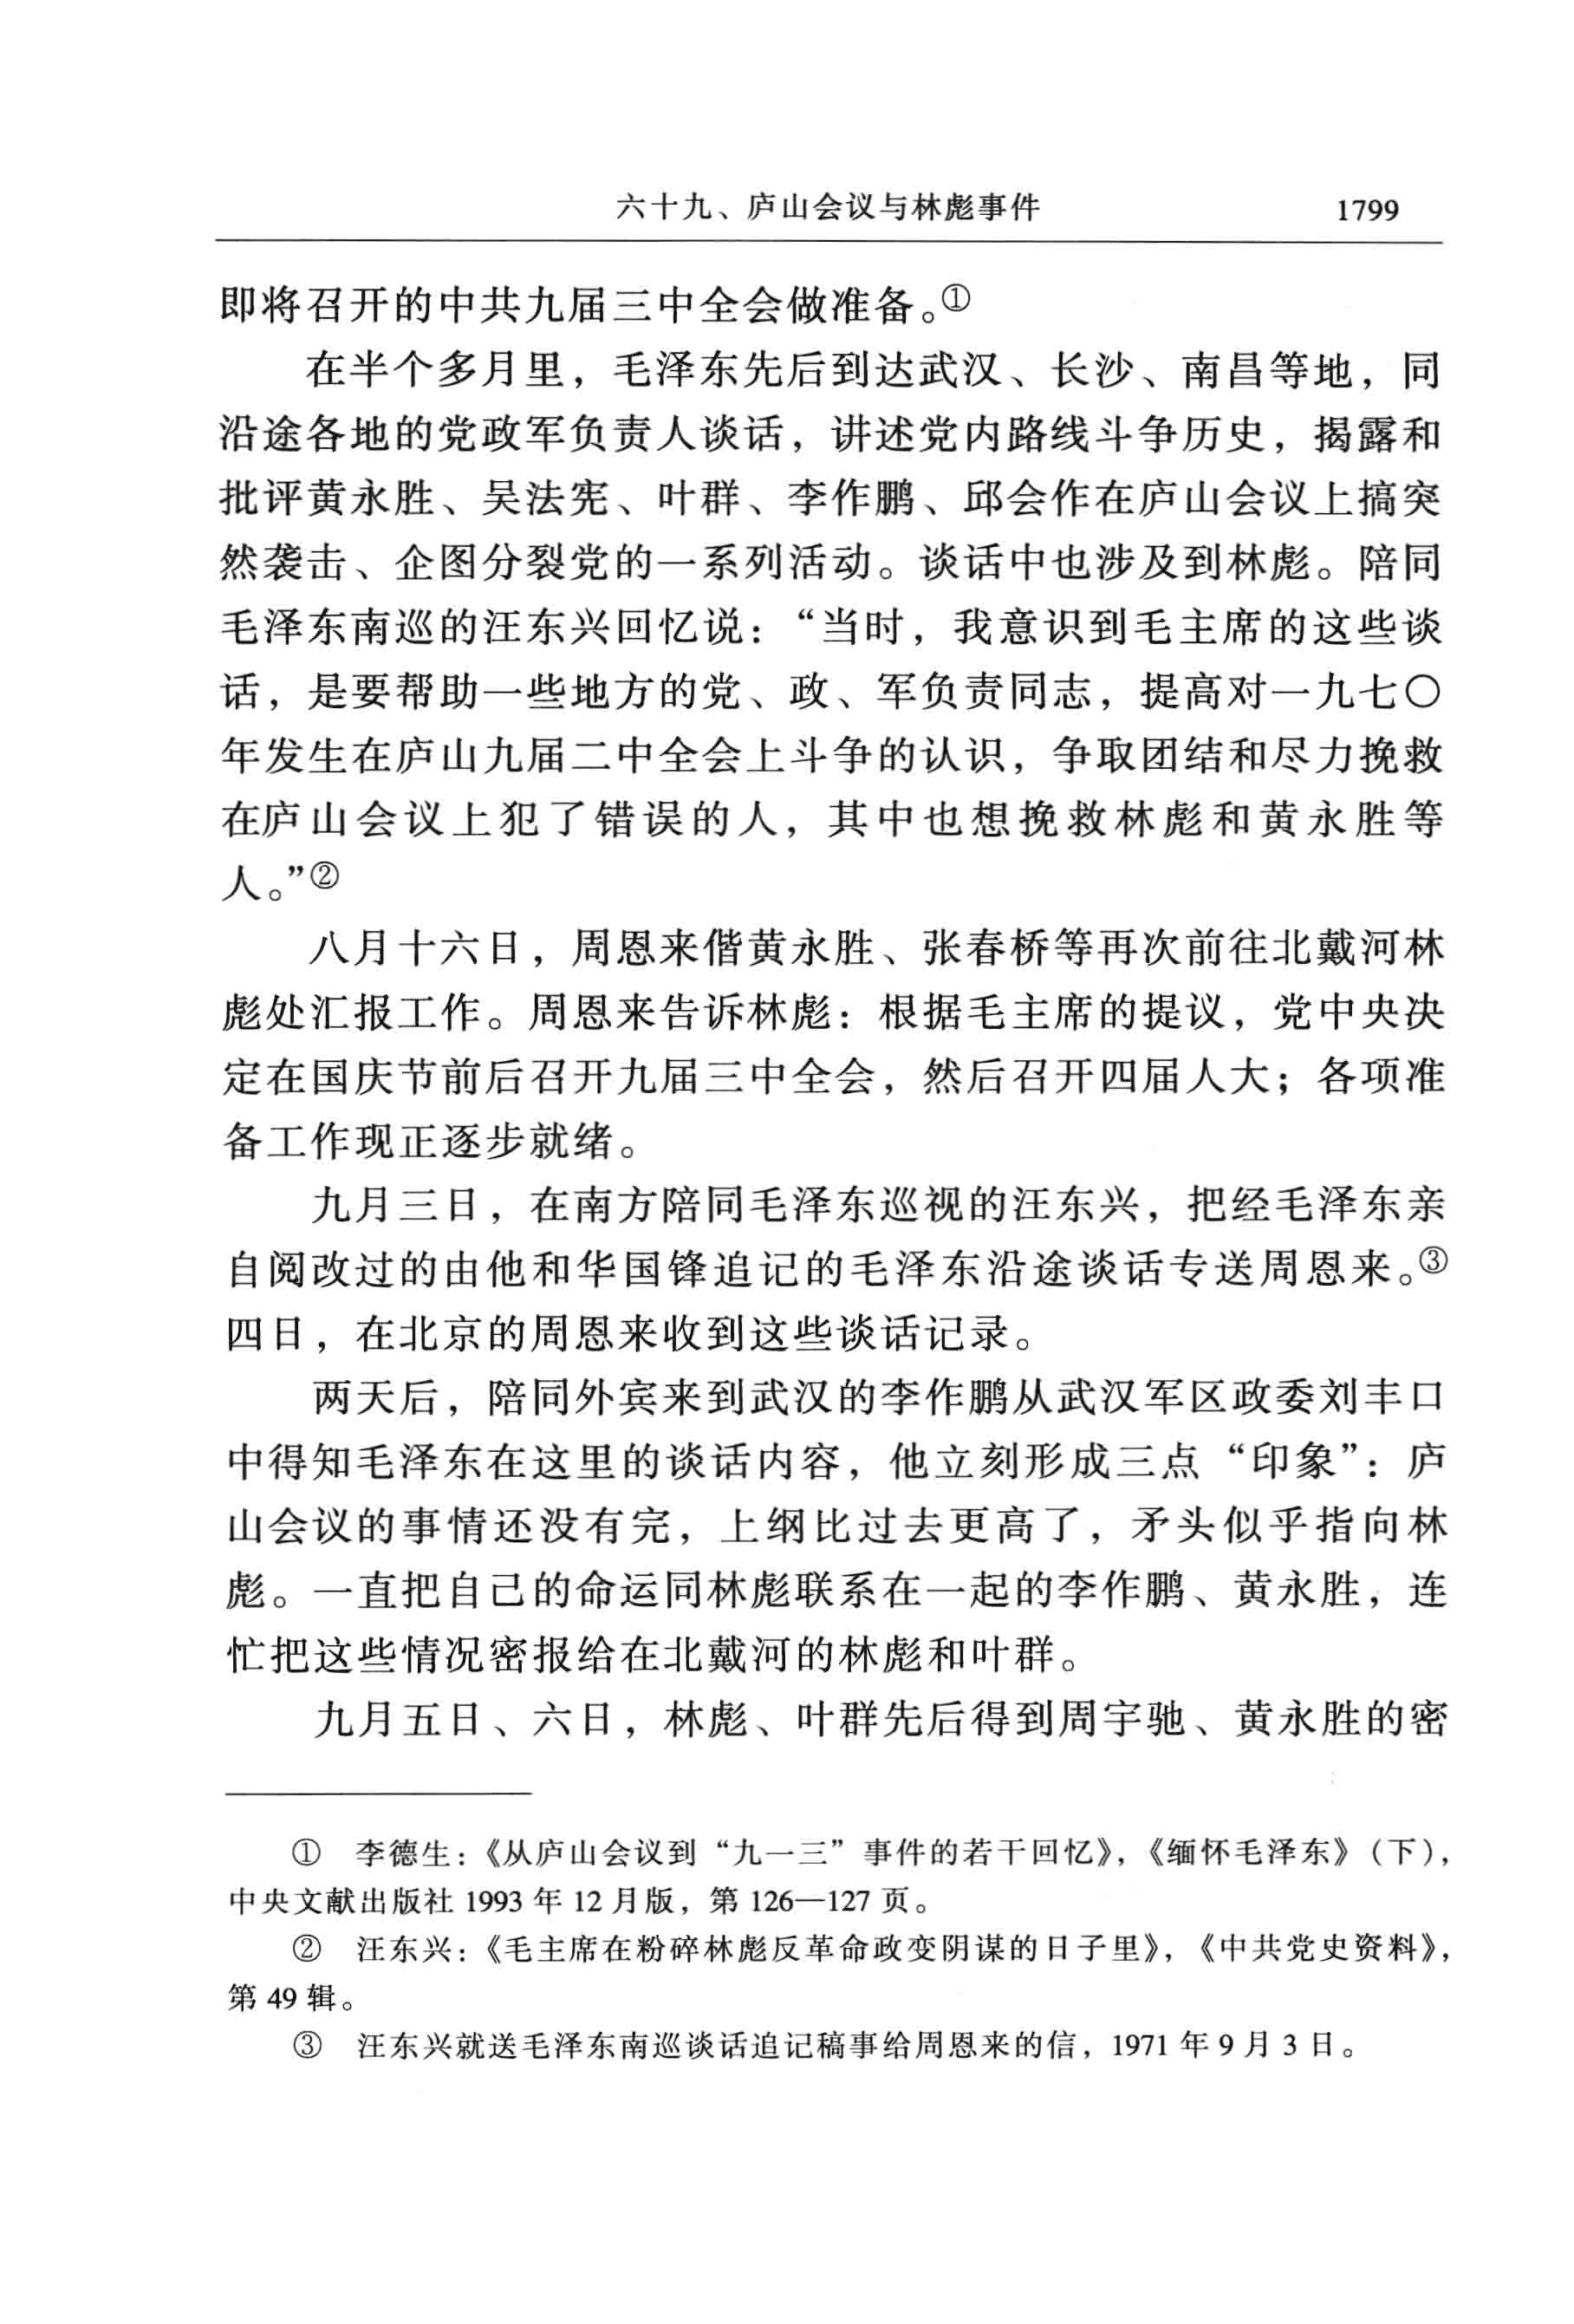 六十九、庐山会议与林彪事件 1799
即将召开的中共九届三中全会做准备。①
在半个多月里，毛泽东先后到达武汉、长沙、南昌等地，同
沿途各地的党政军负责人谈话，讲述党内路线斗争历史，揭露和
批评黄永胜、吴法宪、叶群、李作鹏、邱会作在庐山会议上搞突
然袭击、企图分裂党的一系列活动。谈话中也涉及到林彪。陪同
毛泽东南巡的汪东兴回忆说：“当时，我意识到毛主席的这些谈
话，是要帮助一些地方的党、政、军负责同志，提高对一九七〇
年发生在庐山九届二中全会上斗争的认识，争取团结和尽力挽救
在庐山会议上犯了错误的人，其中也想挽救林彪和黄永胜等
人。”②
八月十六日，周恩来偕黄永胜、张春桥等再次前往北戴河林
彪处汇报工作。周恩来告诉林彪：根据毛主席的提议，党中央决
定在国庆节前后召开九届三中全会，然后召开四届人大；各项准
备工作现正逐步就绪。
九月三日，在南方陪同毛泽东巡视的汪东兴，把经毛泽东亲
自阅改过的由他和华国锋追记的毛泽东沿途谈话专送周恩来。③
四日，在北京的周恩来收到这些谈话记录。
两天后，陪同外宾来到武汉的李作鹏从武汉军区政委刘丰口
中得知毛泽东在这里的谈话内容，他立刻形成三点“印象”：庐
山会议的事情还没有完，上纲比过去更高了，矛头似乎指向林
彪。一直把自己的命运同林彪联系在一起的李作鹏、黄永胜，连
忙把这些情况密报给在北戴河的林彪和叶群。
九月五日、六日，林彪、叶群先后得到周宇驰、黄永胜的密
① 李德生：《从庐山会议到“九一三”事件的若干回忆》，《缅怀毛泽东》（下），
中央文献出版社 1993 年 12 月版，第 126—127 页。
② 汪东兴：《毛主席在粉碎林彪反革命政变阴谋的日子里》，《中共党史资料》，
第 49 辑。
③ 汪东兴就送毛泽东南巡谈话追记稿事给周恩来的信，1971 年 9 月 3 日。